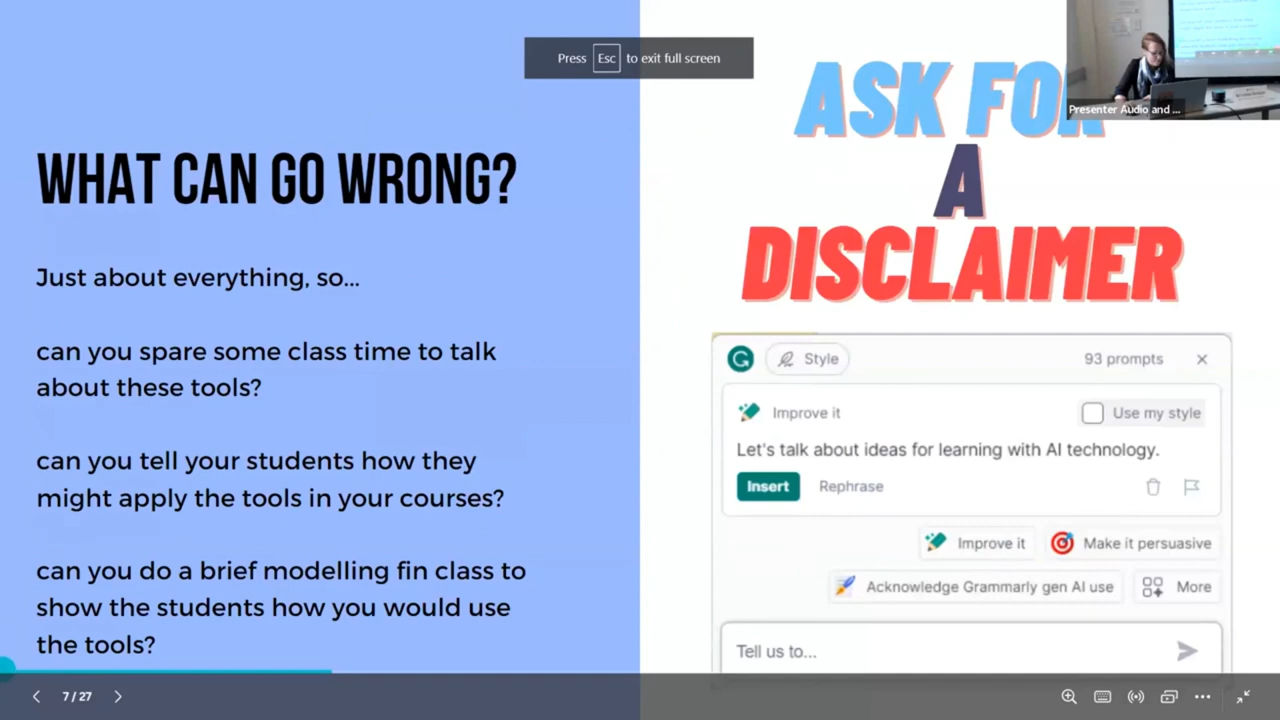 Press Esc to exit full screen
ASK FOR
A
DISCLAIMER
Presenter Audio and ...
WHAT CAN GO WRONG?
Just about everything, so...
can you spare some class time to talk
about these tools?
can you tell your students how they
might apply the tools in your courses?
can you do a brief modelling fin class to
show the students how you would use
the tools?
Style
93 prompts
Improve it
Use my style
Let's talk about ideas for learning with AI technology.
Insert Rephrase
Improve it
Make it persuasive
Acknowledge Grammarly gen AI use
More
Tell us to...
7 / 27